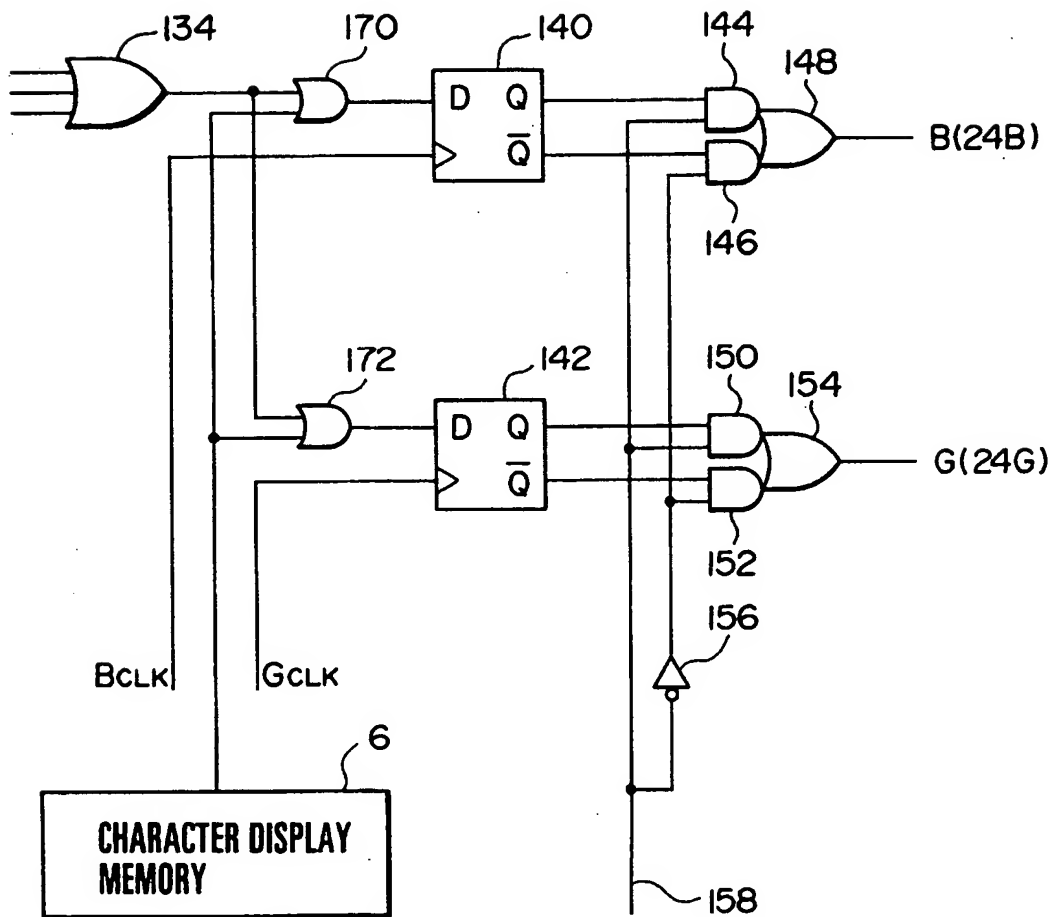 134
170
140
144
148
D Q
Q̅
B(24B)
146
172
142
150
154
D Q
Q̅
G(24G)
152
156
BCLK
GCLK
6
CHARACTER DISPLAY
MEMORY
158